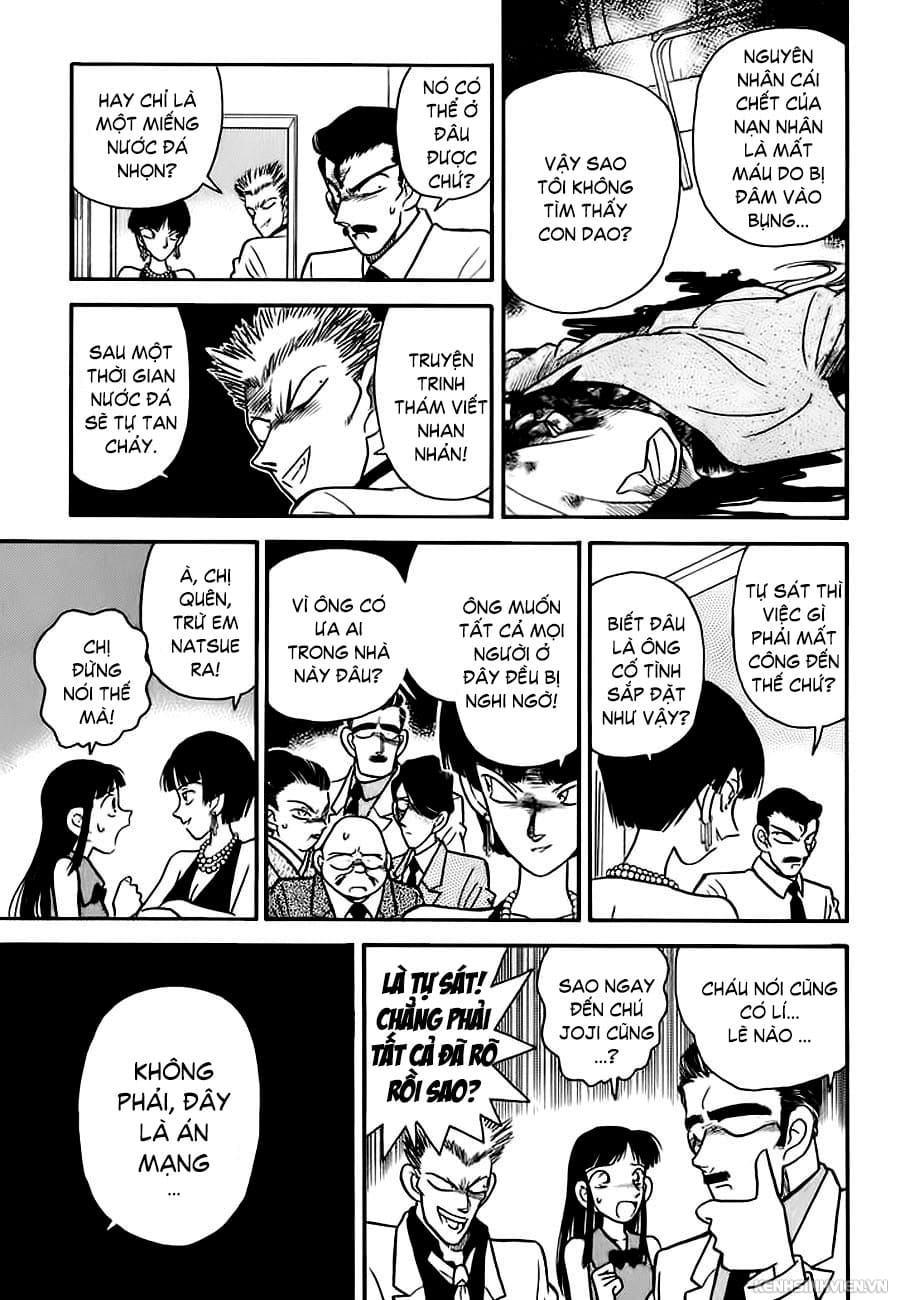 NGUYÊN
NHÂN CÁI
CHẾT CỦA
NẠN NHÂN
LÀ MẤT
MÁU DO BỊ
ĐÂM VÀO
BỤNG...
VẬY SAO
TÔI KHÔNG
TÌM THẤY
CON DAO?
NÓ CÓ
THỂ Ở
ĐÂU
ĐƯỢC
CHỨ?
HAY CHỈ LÀ
MỘT MIẾNG
NƯỚC ĐÁ
NHỌN?
TRUYỆN
TRINH
THÁM VIẾT
NHAN
NHẢN!
SAU MỘT
THỜI GIAN
NƯỚC ĐÁ
SẼ TỰ TAN
CHẢY.
TỰ SÁT THÌ
VIỆC GÌ
PHẢI MẤT
CÔNG ĐẾN
THẾ CHỨ?
BIẾT ĐÂU
LÀ ÔNG
CỐ TÌNH
SẮP ĐẶT
NHƯ VẬY?
ÔNG MUỐN
TẤT CẢ MỌI
NGƯỜI Ở
ĐÂY ĐỀU BỊ
NGHI NGỜ!
VÌ ÔNG CÓ
ƯA AI
TRONG NHÀ
NÀY ĐÂU?
À, CHỊ
QUÊN,
TRỪ EM
NATSUE
RA!
CHỊ
ĐỪNG
NÓI THẾ
MÀ!
CHÁU NÓI CŨNG
CÓ LÍ...
LẼ NÀO ...
SAO NGAY
ĐẾN CHÚ
JOJI CŨNG
...?
LÀ TỰ SÁT!
CHẲNG PHẢI
TẤT CẢ ĐÃ RÕ
RỒI SAO?
KHÔNG
PHẢI, ĐÂY
LÀ ÁN
MẠNG
...
KENHSINHVIEN.VN